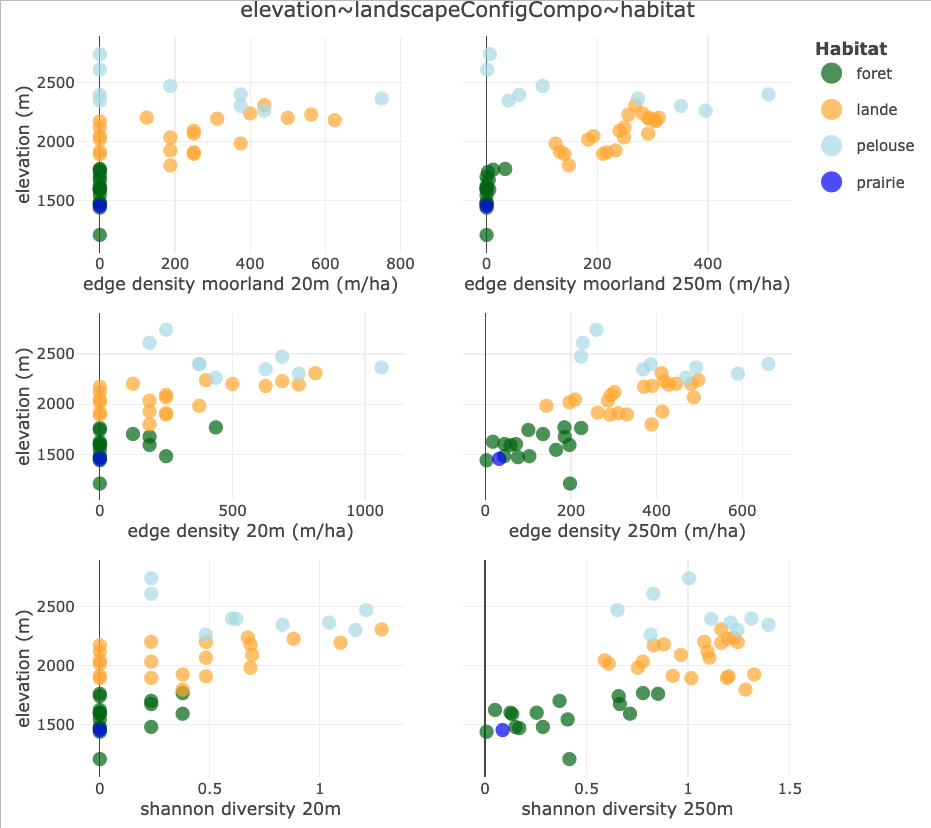 elevation~landscapeConfigCompo~habitat
Habitat
foret
lande
pelouse
prairie
elevation (m)
2500
2000
1500
0 200 400 600 800
edge density moorland 20m (m/ha)
0 200 400
edge density moorland 250m (m/ha)
elevation (m)
2500
2000
1500
0 500 1000
edge density 20m (m/ha)
0 200 400 600
edge density 250m (m/ha)
elevation (m)
2500
2000
1500
0 0.5 1
shannon diversity 20m
0 0.5 1 1.5
shannon diversity 250m